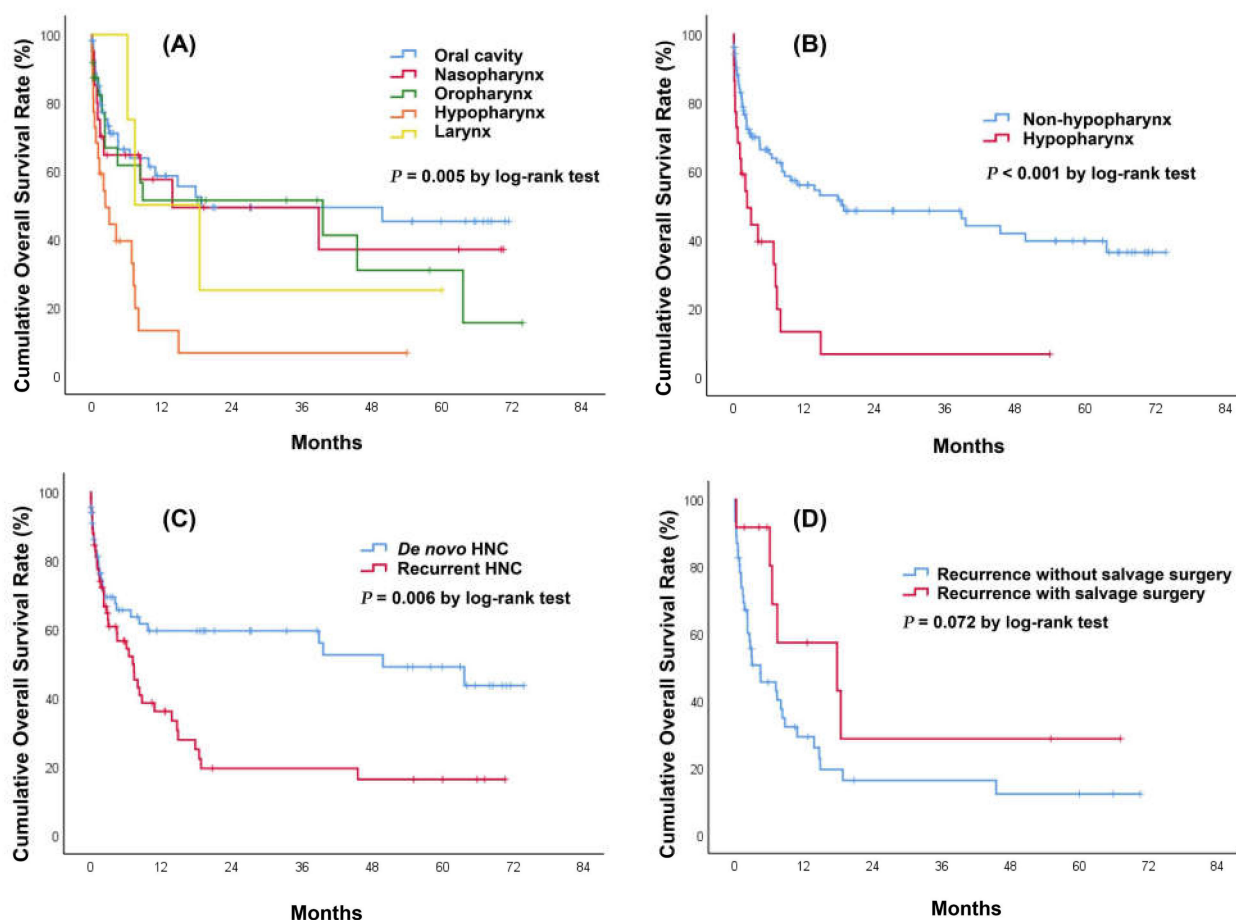 (A)
Cumulative Overall Survival Rate (%)
100
80
60
40
20
0
Oral cavity
Nasopharynx
Oropharynx
Hypopharynx
Larynx
P = 0.005 by log-rank test
0 12 24 36 48 60 72 84
Months
(B)
Cumulative Overall Survival Rate (%)
100
80
60
40
20
0
Non-hypopharynx
Hypopharynx
P < 0.001 by log-rank test
0 12 24 36 48 60 72 84
Months
(C)
Cumulative Overall Survival Rate (%)
100
80
60
40
20
0
De novo HNC
Recurrent HNC
P = 0.006 by log-rank test
0 12 24 36 48 60 72 84
Months
(D)
Cumulative Overall Survival Rate (%)
100
80
60
40
20
0
Recurrence without salvage surgery
Recurrence with salvage surgery
P = 0.072 by log-rank test
0 12 24 36 48 60 72 84
Months